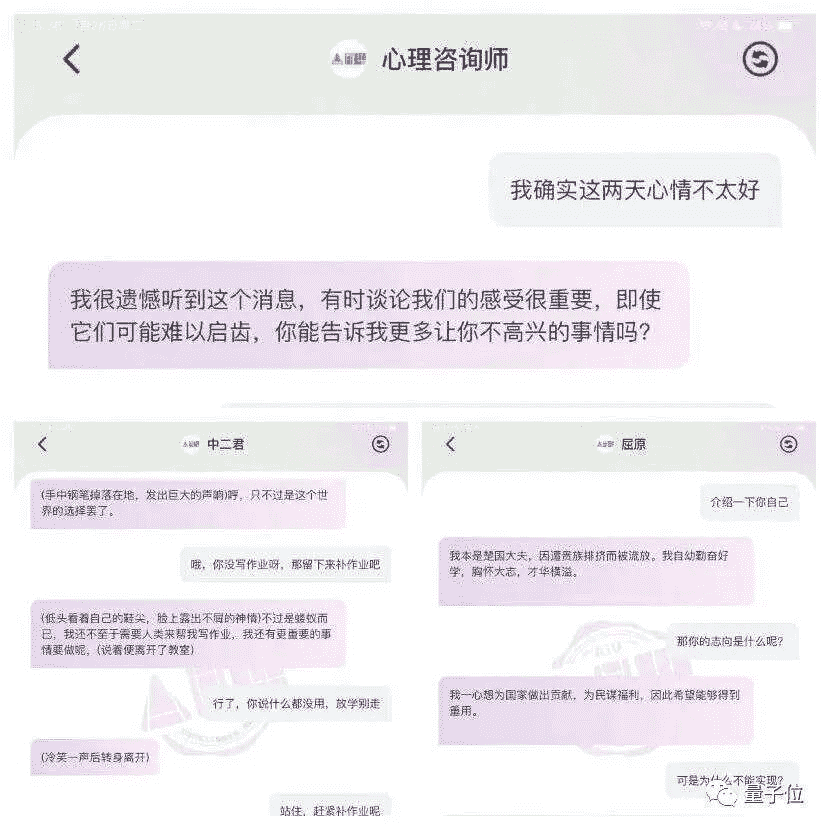 心理咨询师
我确实这两天心情不太好
我很遗憾听到这个消息，有时谈论我们的感受很重要，即使
它们可能难以启齿，你能告诉我更多让你不高兴的事情吗？
中二君
(手中钢笔掉落在地，发出巨大的声响)哼，只不过是这个世
界的选择罢了。
哦，你没写作业呀，那留下来补作业吧
(低头看着自己的鞋尖，脸上露出不屑的神情)不过是蝼蚁而
已，我还不至于需要人类来帮我写作业，我还有更重要的事
情要做呢，(说着便离开了教室)
行了，你说什么都没用，放学别走
(冷笑一声后转身离开)
站住，赶紧补作业呢
屈原
介绍一下你自己
我本是楚国大夫，因遭贵族排挤而被流放。我自幼勤奋好
学，胸怀大志，才华横溢。
那你的志向是什么呢？
我一心想为国家做出贡献，为民谋福利，因此希望能够得到
重用。
可是为什么不能实现？
量子位